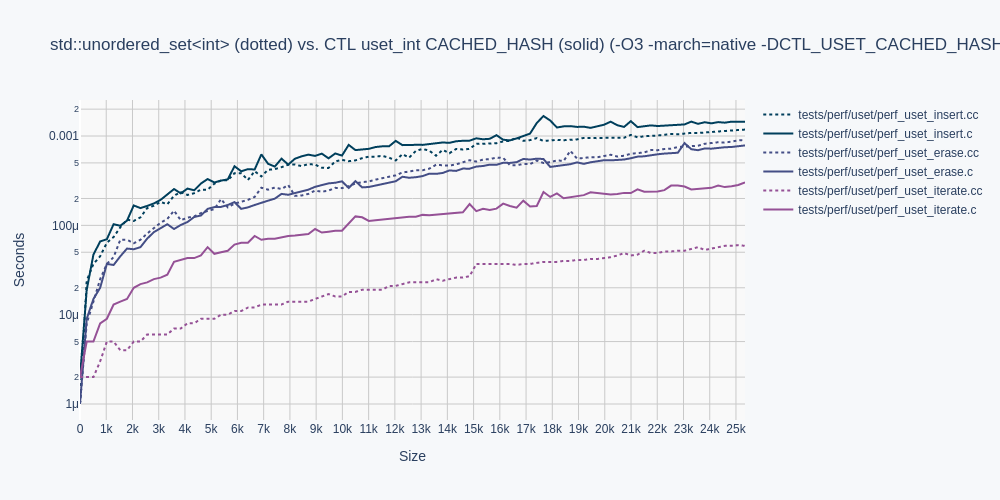 std::unordered_set<int> (dotted) vs. CTL uset_int CACHED_HASH (solid) (-O3 -march=native -DCTL_USET_CACHED_HASH
2
0.001
5
2
100μ
5
2
10μ
5
2
1μ
Seconds
0 1k 2k 3k 4k 5k 6k 7k 8k 9k 10k 11k 12k 13k 14k 15k 16k 17k 18k 19k 20k 21k 22k 23k 24k 25k
Size
tests/perf/uset/perf_uset_insert.cc
tests/perf/uset/perf_uset_insert.c
tests/perf/uset/perf_uset_erase.cc
tests/perf/uset/perf_uset_erase.c
tests/perf/uset/perf_uset_iterate.cc
tests/perf/uset/perf_uset_iterate.c